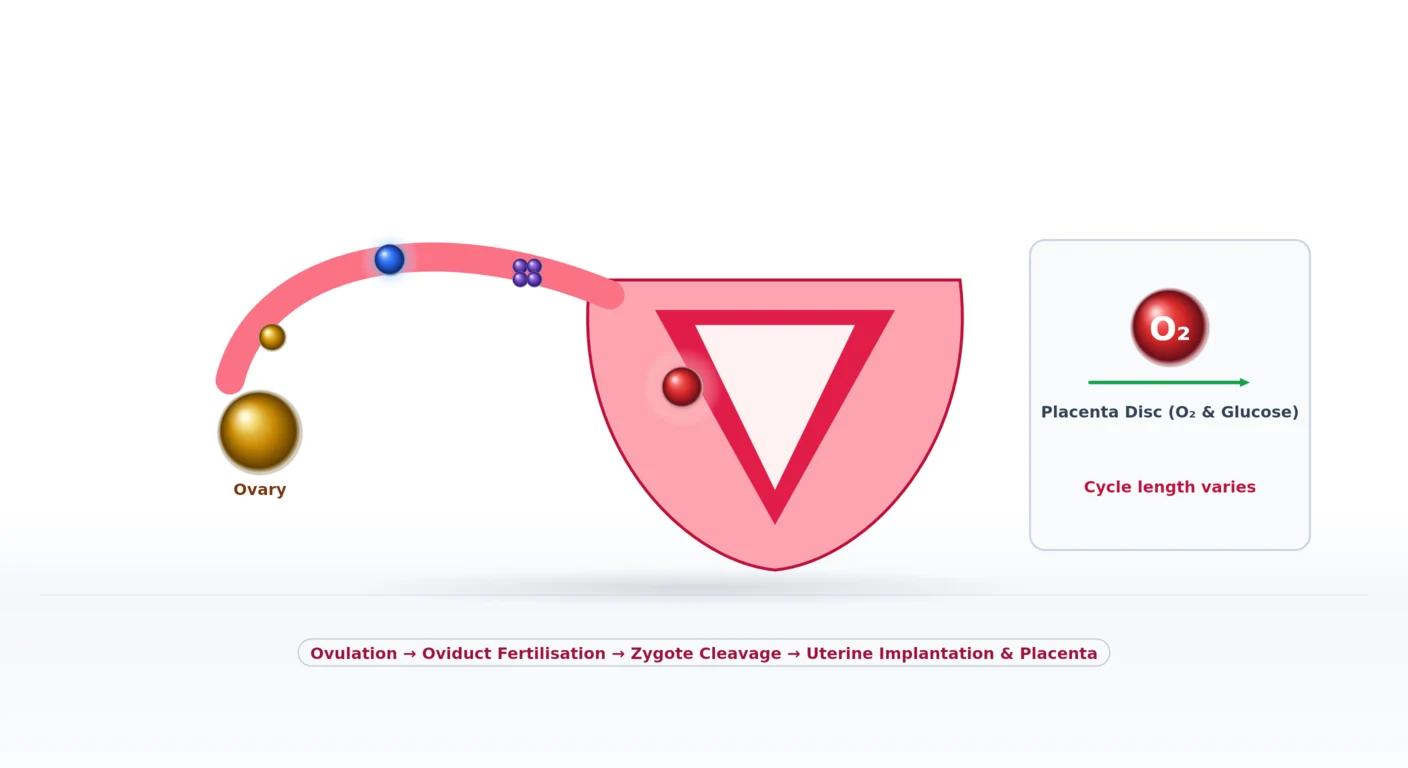 O₂
Placenta Disc (O₂ & Glucose)
Cycle length varies
Ovary
Ovulation → Oviduct Fertilisation → Zygote Cleavage → Uterine Implantation & Placenta